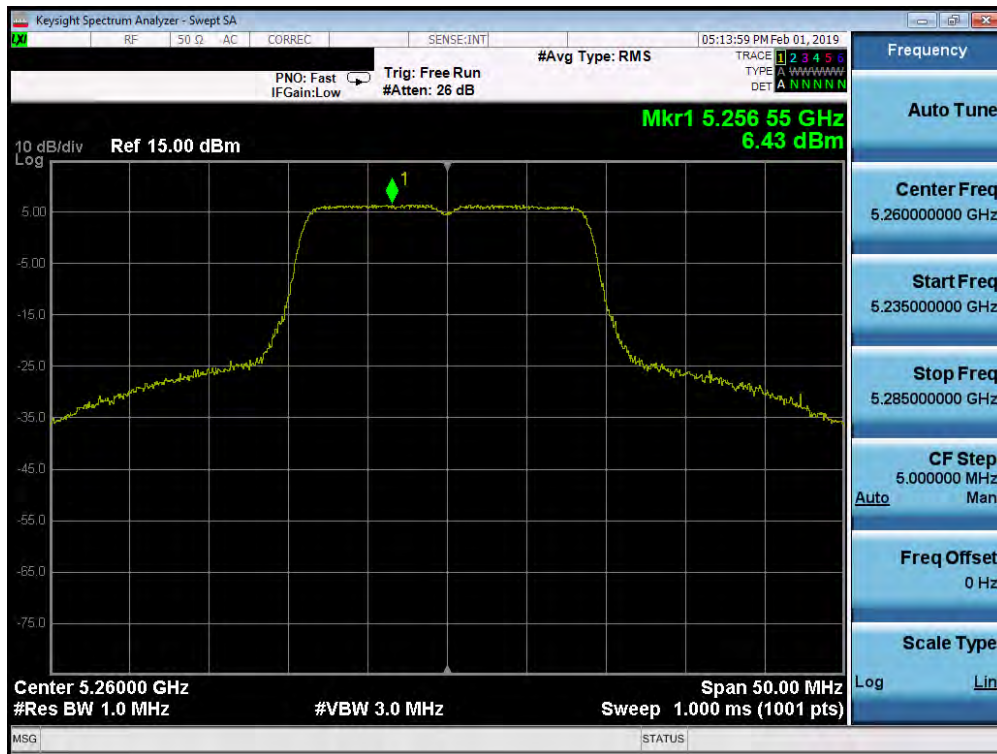 Keysight Spectrum Analyzer - Swept SA
LXI RF 50 Ω AC CORREC SENSE:INT 05:13:59 PM Feb 01, 2019
#Avg Type: RMS TRACE 1 2 3 4 5 6
PNO: Fast Trig: Free Run TYPE A WWWWWW
IFGain:Low #Atten: 26 dB DET A N N N N N
Mkr1 5.256 55 GHz
6.43 dBm
10 dB/div Ref 15.00 dBm
Log
1
5.00
-5.00
-15.0
-25.0
-35.0
-45.0
-55.0
-65.0
-75.0
Center 5.26000 GHz Span 50.00 MHz
#Res BW 1.0 MHz #VBW 3.0 MHz Sweep 1.000 ms (1001 pts)
MSG STATUS
Frequency
Auto Tune
Center Freq
5.260000000 GHz
Start Freq
5.235000000 GHz
Stop Freq
5.285000000 GHz
CF Step
5.000000 MHz
Auto Man
Freq Offset
0 Hz
Scale Type
Log Lin